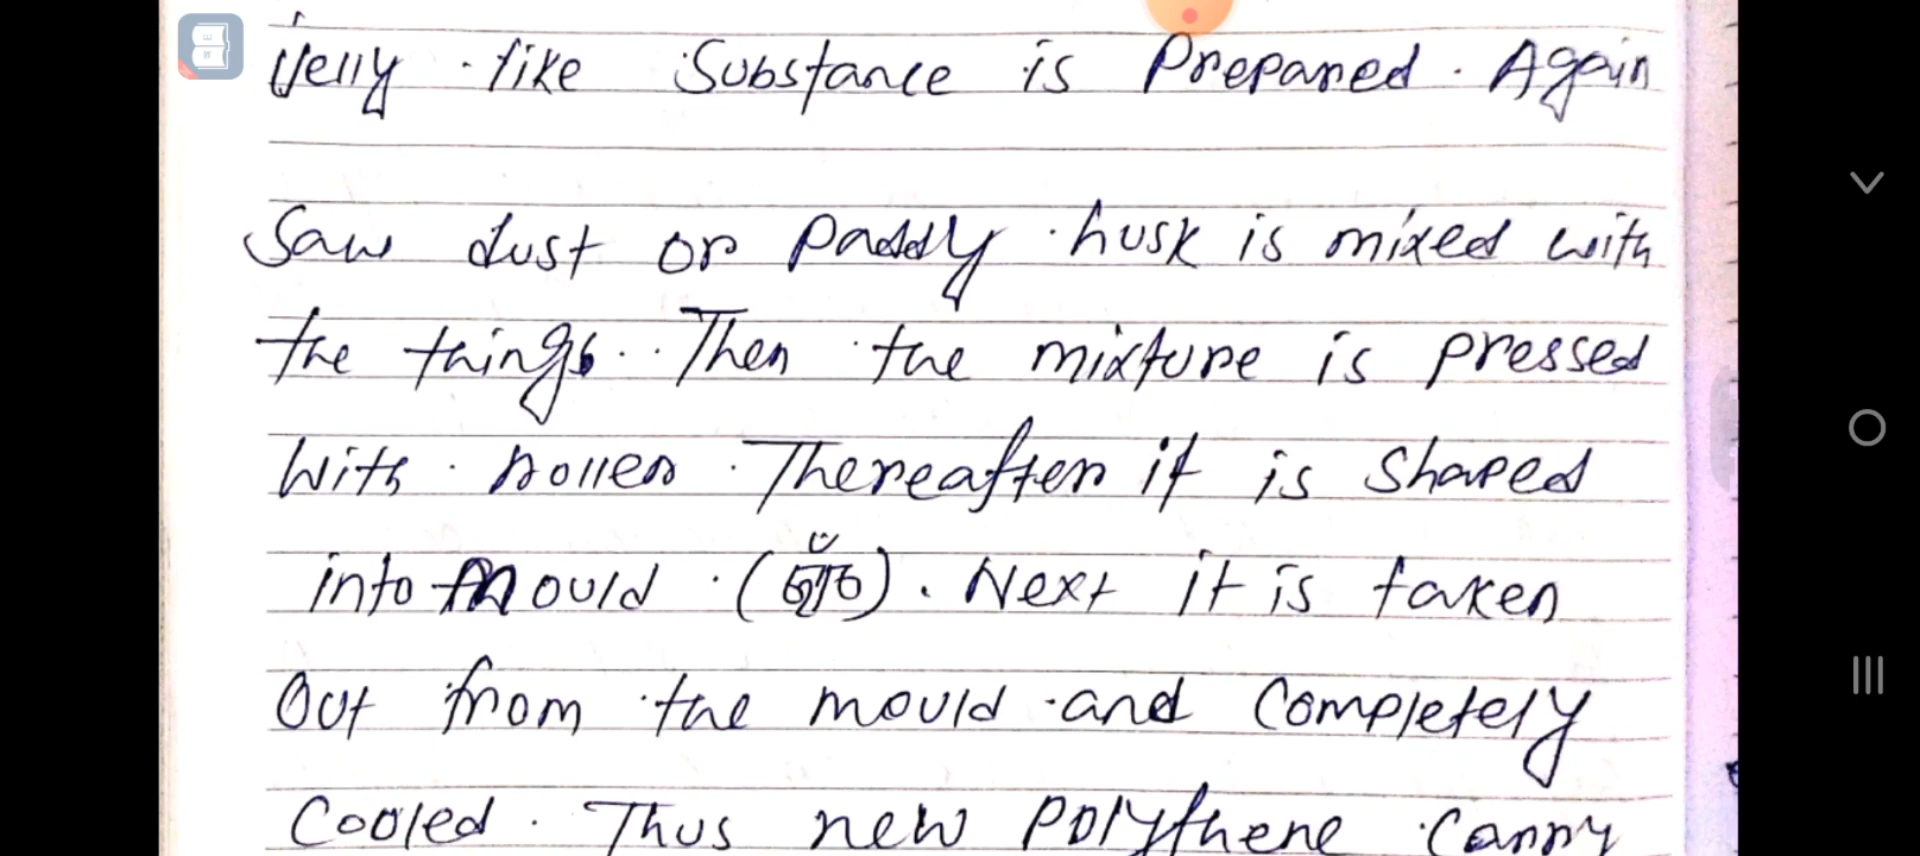 Jelly like Substance is Prepared. Again
Saw dust or Paddy husk is mixed with
the things. Then the mixture is pressed
With roller. Thereafter it is Shaped
into mould (ছাঁচ). Next it is taken
Out from the mould and Completely
Cooled. Thus new Polythene Carry